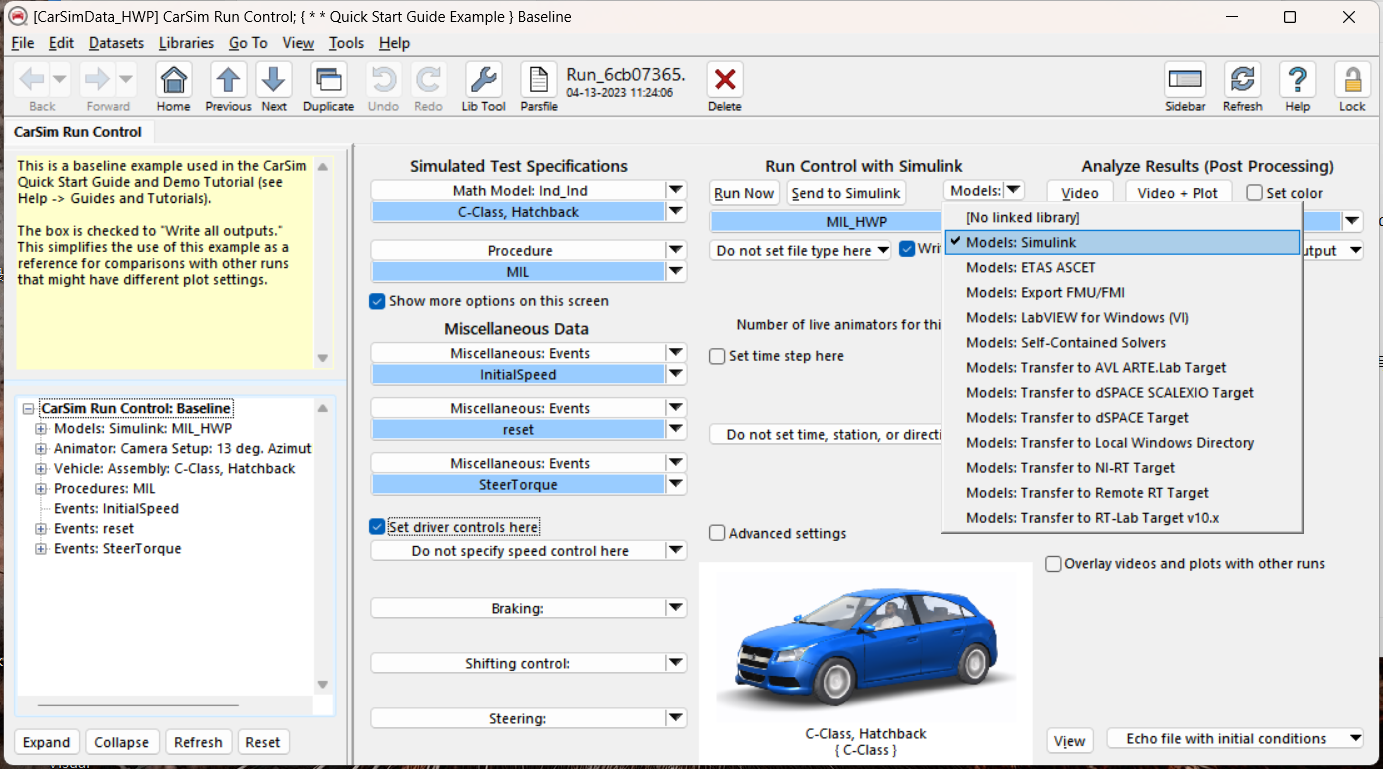 [CarSimData_HWP] CarSim Run Control; { * * Quick Start Guide Example } Baseline
File Edit Datasets Libraries Go To View Tools Help
Back Forward Home Previous Next Duplicate Undo Redo Lib Tool Parsfile
Run_6cb07365.
04-13-2023 11:24:06
Delete Sidebar Refresh Help Lock
CarSim Run Control
This is a baseline example used in the CarSim
Quick Start Guide and Demo Tutorial (see
Help -> Guides and Tutorials).
The box is checked to "Write all outputs."
This simplifies the use of this example as a
reference for comparisons with other runs
that might have different plot settings.
CarSim Run Control: Baseline
Models: Simulink: MIL_HWP
Animator: Camera Setup: 13 deg. Azimut
Vehicle: Assembly: C-Class, Hatchback
Procedures: MIL
Events: InitialSpeed
Events: reset
Events: SteerTorque
Expand Collapse Refresh Reset
Simulated Test Specifications
Math Model: Ind_Ind
C-Class, Hatchback
Procedure
MIL
Show more options on this screen
Miscellaneous Data
Miscellaneous: Events
InitialSpeed
Miscellaneous: Events
reset
Miscellaneous: Events
SteerTorque
Set driver controls here
Do not specify speed control here
Braking:
Shifting control:
Steering:
Run Control with Simulink
Run Now Send to Simulink Models:
MIL_HWP
Do not set file type here Wri
Number of live animators for thi
Set time step here
Do not set time, station, or directi
Advanced settings
C-Class, Hatchback
{ C-Class }
Analyze Results (Post Processing)
Video Video + Plot Set color
[No linked library]
Models: Simulink
Models: ETAS ASCET
Models: Export FMU/FMI
Models: LabVIEW for Windows (VI)
Models: Self-Contained Solvers
Models: Transfer to AVL ARTE.Lab Target
Models: Transfer to dSPACE SCALEXIO Target
Models: Transfer to dSPACE Target
Models: Transfer to Local Windows Directory
Models: Transfer to NI-RT Target
Models: Transfer to Remote RT Target
Models: Transfer to RT-Lab Target v10.x
utput
Overlay videos and plots with other runs
View Echo file with initial conditions